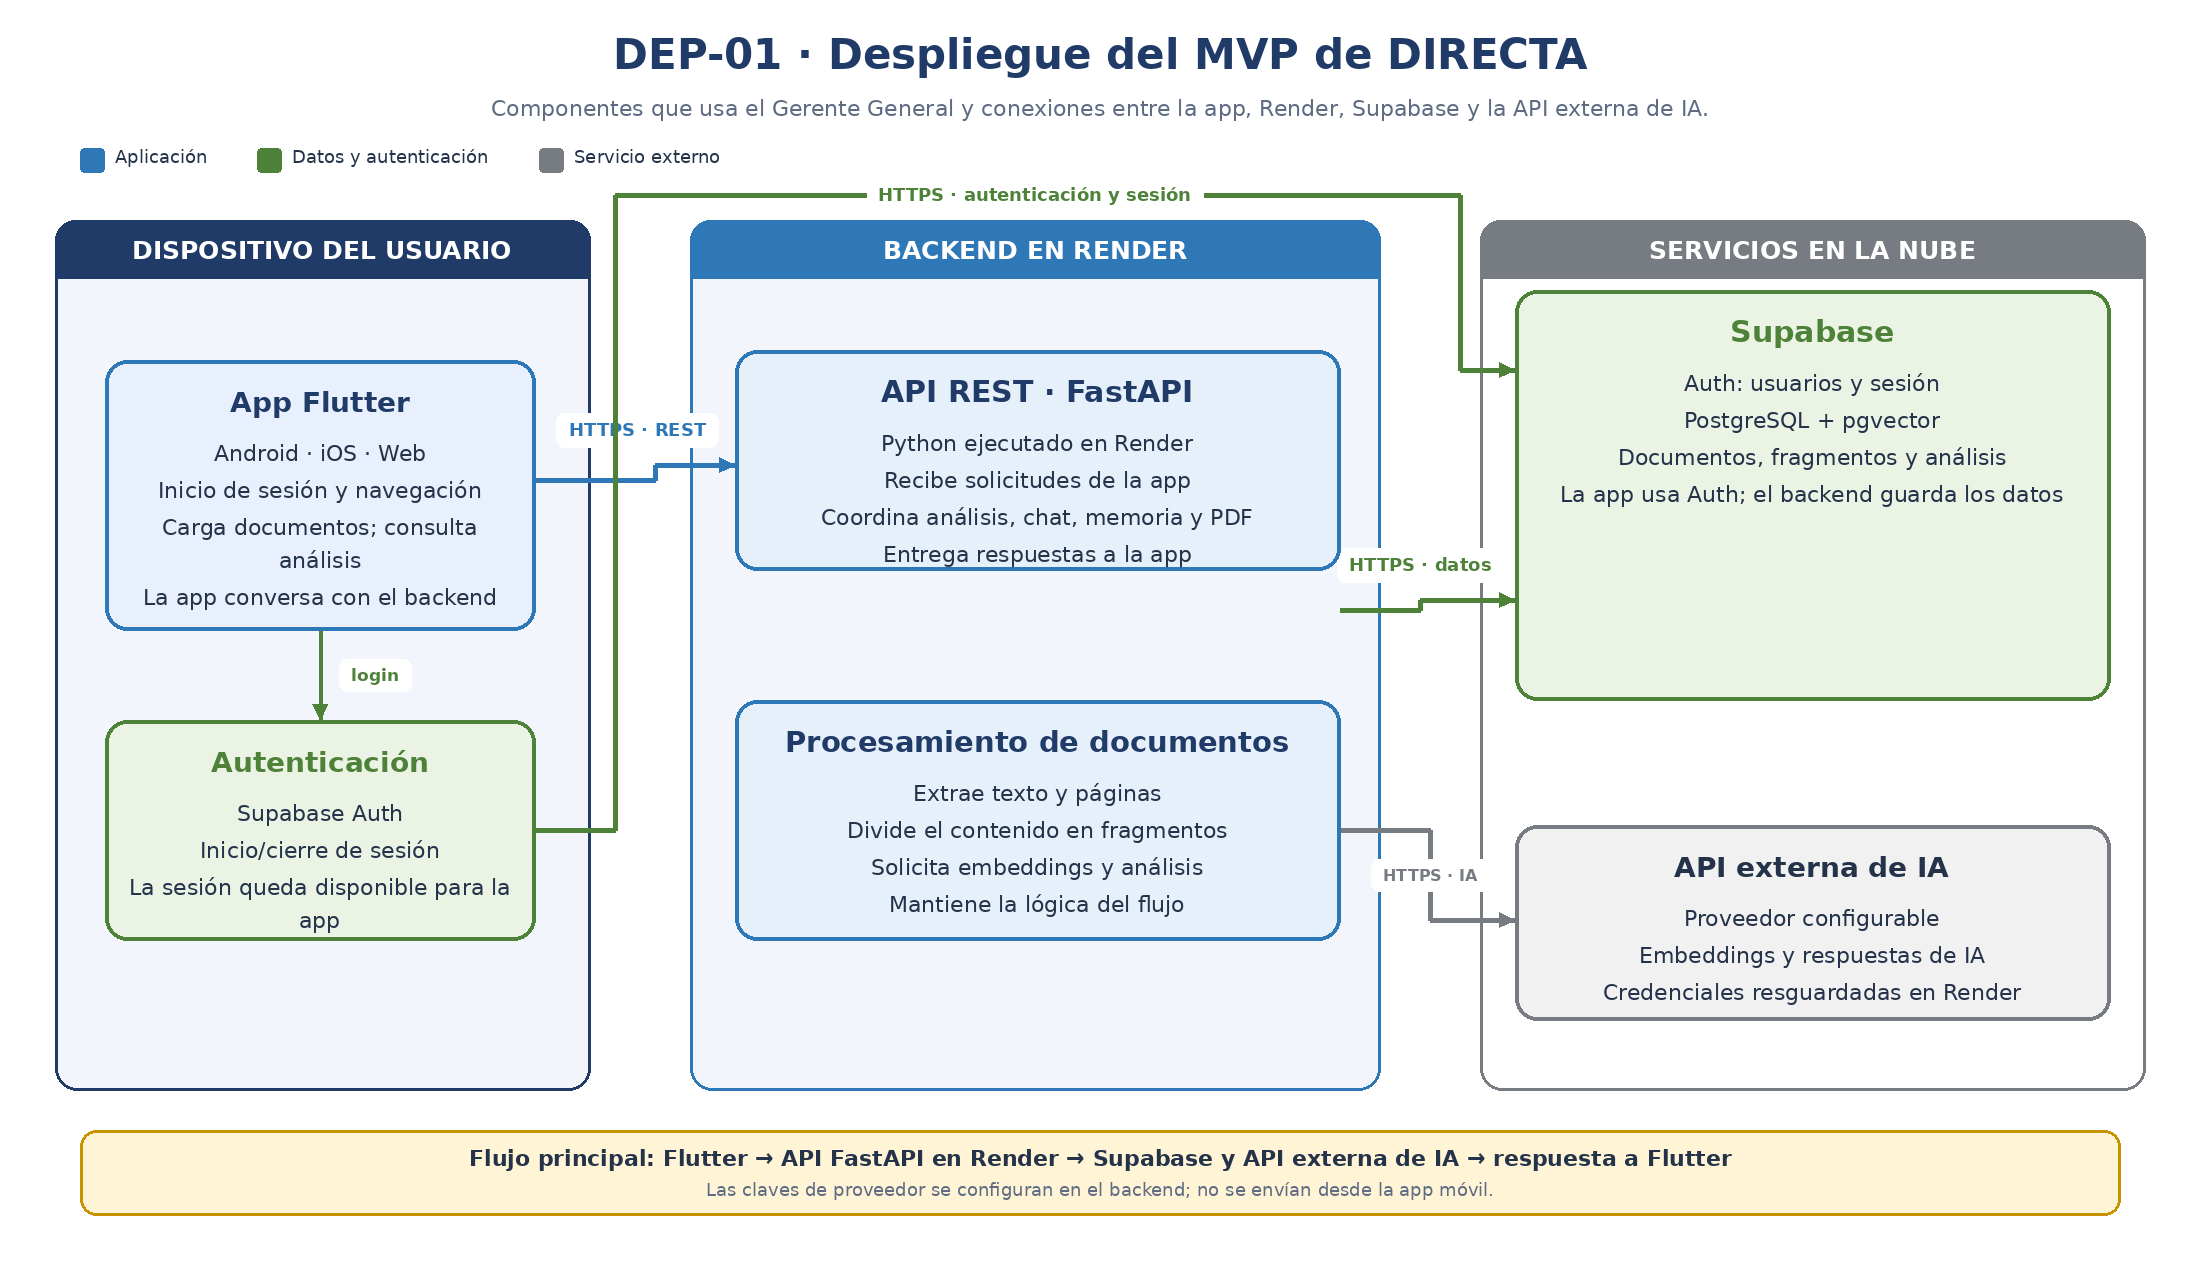 DEP-01 · Despliegue del MVP de DIRECTA
Componentes que usa el Gerente General y conexiones entre la app, Render, Supabase y la API externa de IA.
Aplicación
Datos y autenticación
Servicio externo
HTTPS · autenticación y sesión
DISPOSITIVO DEL USUARIO
App Flutter
Android · iOS · Web
Inicio de sesión y navegación
Carga documentos; consulta
análisis
La app conversa con el backend
login
Autenticación
Supabase Auth
Inicio/cierre de sesión
La sesión queda disponible para la
app
HTTPS · REST
BACKEND EN RENDER
API REST · FastAPI
Python ejecutado en Render
Recibe solicitudes de la app
Coordina análisis, chat, memoria y PDF
Entrega respuestas a la app
Procesamiento de documentos
Extrae texto y páginas
Divide el contenido en fragmentos
Solicita embeddings y análisis
Mantiene la lógica del flujo
HTTPS · datos
HTTPS · IA
SERVICIOS EN LA NUBE
Supabase
Auth: usuarios y sesión
PostgreSQL + pgvector
Documentos, fragmentos y análisis
La app usa Auth; el backend guarda los datos
API externa de IA
Proveedor configurable
Embeddings y respuestas de IA
Credenciales resguardadas en Render
Flujo principal: Flutter → API FastAPI en Render → Supabase y API externa de IA → respuesta a Flutter
Las claves de proveedor se configuran en el backend; no se envían desde la app móvil.